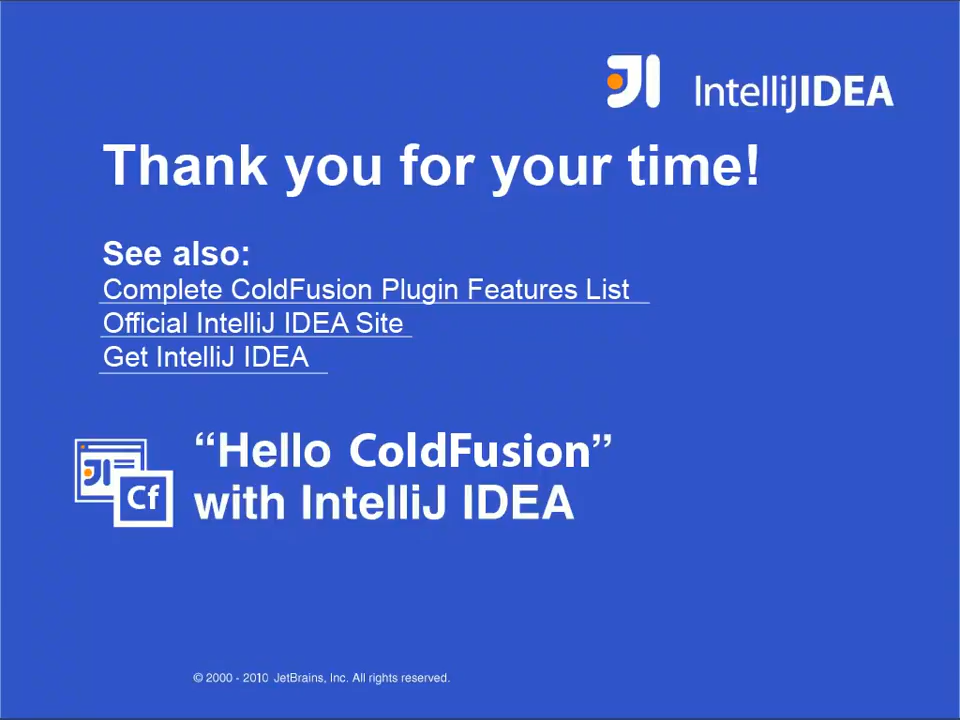 IntelliJIDEA
Thank you for your time!
See also:
Complete ColdFusion Plugin Features List
Official IntelliJ IDEA Site
Get IntelliJ IDEA
“Hello ColdFusion”
Cf
with IntelliJ IDEA
© 2000 - 2010 JetBrains, Inc. All rights reserved.